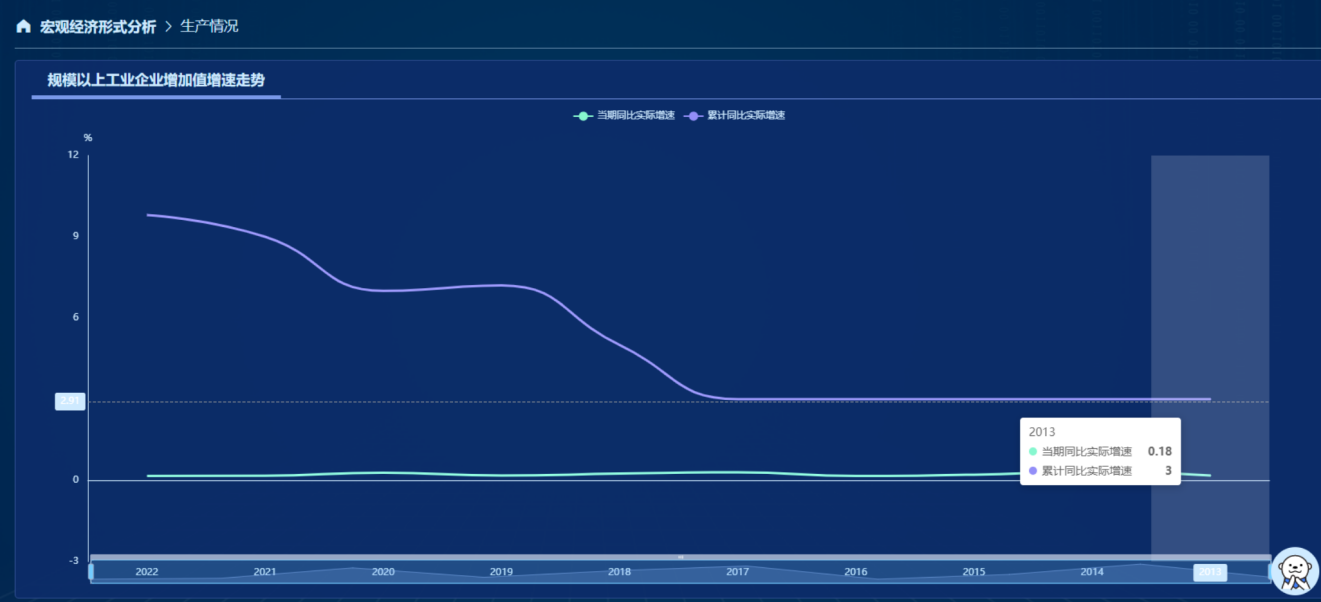 宏观经济形式分析 > 生产情况
规模以上工业企业增加值增速走势
当期同比实际增速 累计同比实际增速
%
12
9
6
2.91
2013
当期同比实际增速 0.18
累计同比实际增速 3
0
-3
2022 2021 2020 2019 2018 2017 2016 2015 2014 2013